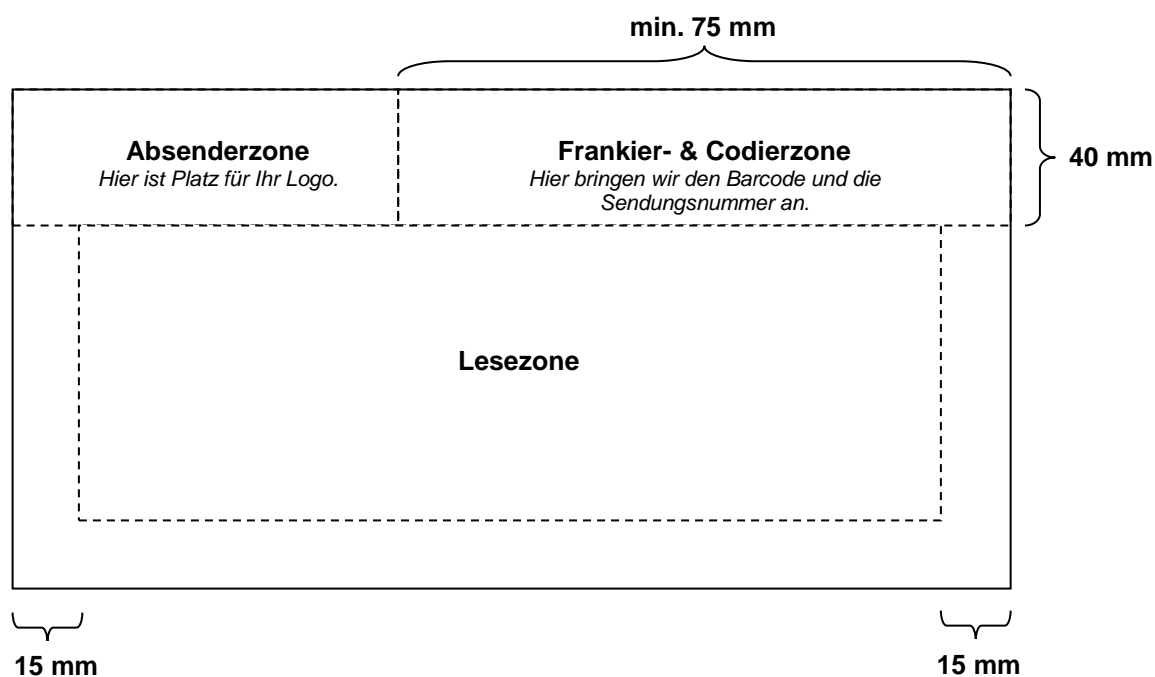 min. 75 mm
Absenderzone
Hier ist Platz für Ihr Logo.
Frankier- & Codierzone
Hier bringen wir den Barcode und die
Sendungsnummer an.
40 mm
Lesezone
15 mm
15 mm